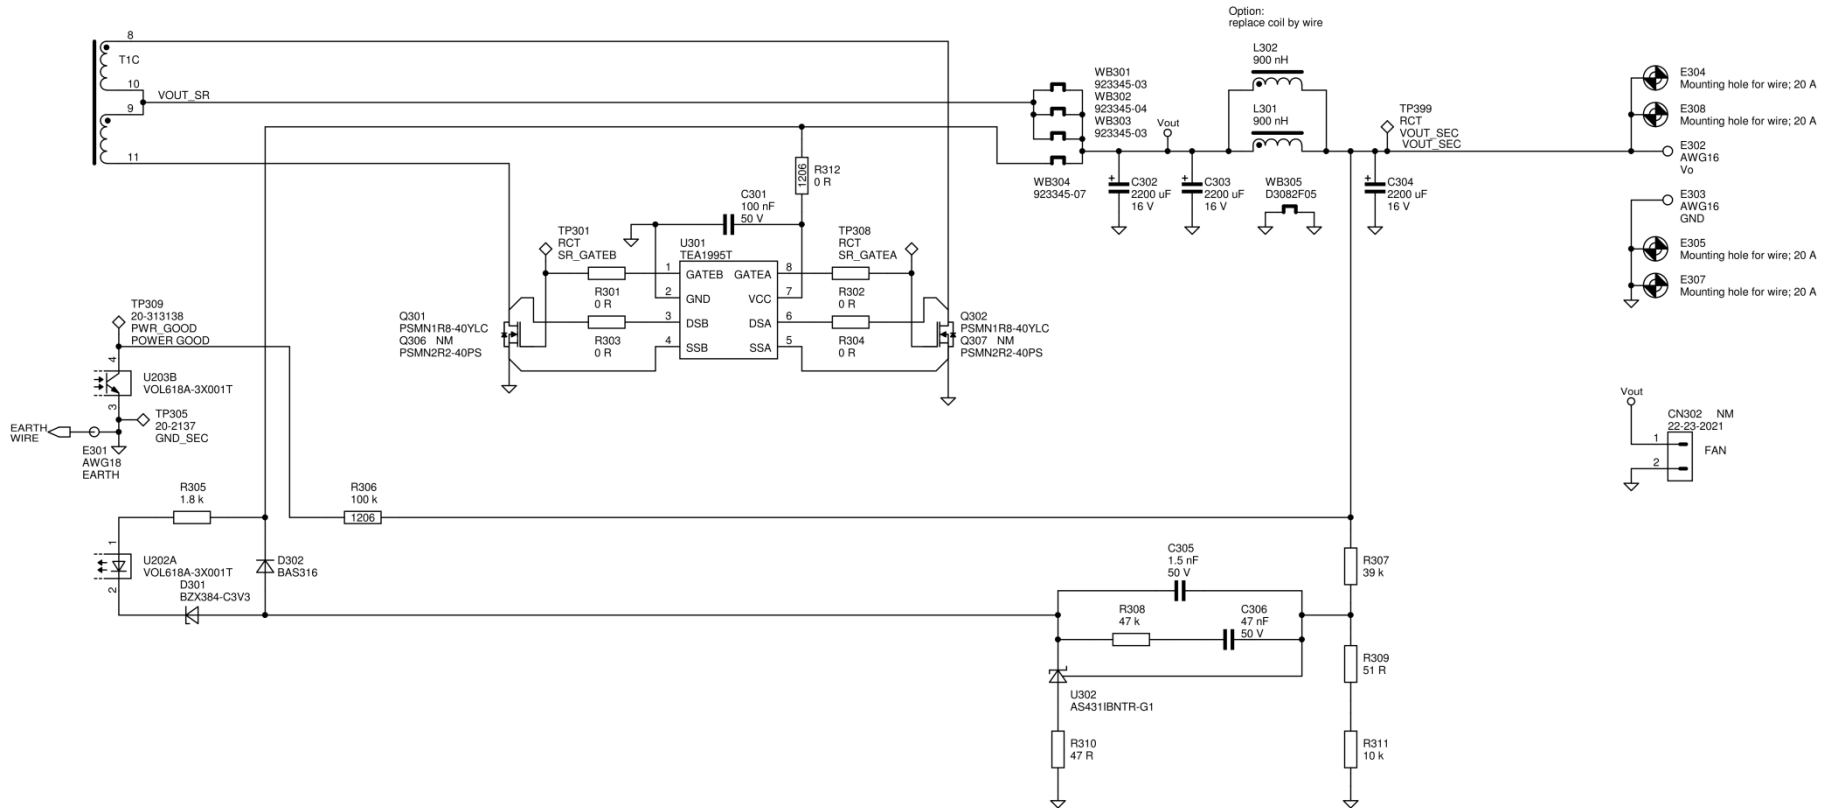 Option:
replace coil by wire
8
T1C
10
9
11
VOUT_SR
L302
900 nH
L301
900 nH
WB301
923345-03
WB302
923345-04
WB303
923345-03
WB304
923345-07
Vout
TP399
RCT
VOUT_SEC
VOUT_SEC
E304
Mounting hole for wire; 20 A
E308
Mounting hole for wire; 20 A
E302
AWG16
Vo
E303
AWG16
GND
E305
Mounting hole for wire; 20 A
E307
Mounting hole for wire; 20 A
+
C302
2200 uF
16 V
+
C303
2200 uF
16 V
WB305
D3082F05
+
C304
2200 uF
16 V
1206
R312
0 R
C301
100 nF
50 V
TP301
RCT
SR_GATEB
TP308
RCT
SR_GATEA
U301
TEA1995T
1
GATEB
GATEA
8
2
GND
VCC
7
3
DSB
DSA
6
4
SSB
SSA
5
R301
0 R
R302
0 R
R303
0 R
R304
0 R
Q301
PSMN1R8-40YLC
Q306 NM
PSMN2R2-40PS
Q302
PSMN1R8-40YLC
Q307 NM
PSMN2R2-40PS
TP309
20-313138
PWR_GOOD
POWER GOOD
4
U203B
VOL618A-3X001T
3
TP305
20-2137
GND_SEC
EARTH
WIRE
E301
AWG18
EARTH
R305
1.8 k
R306
100 k
1206
1
U202A
VOL618A-3X001T
2
D301
BZX384-C3V3
D302
BAS316
Vout
CN302 NM
22-23-2021
1
FAN
2
C305
1.5 nF
50 V
R307
39 k
R308
47 k
C306
47 nF
50 V
R309
51 R
U302
AS431IBNTR-G1
R310
47 R
R311
10 k